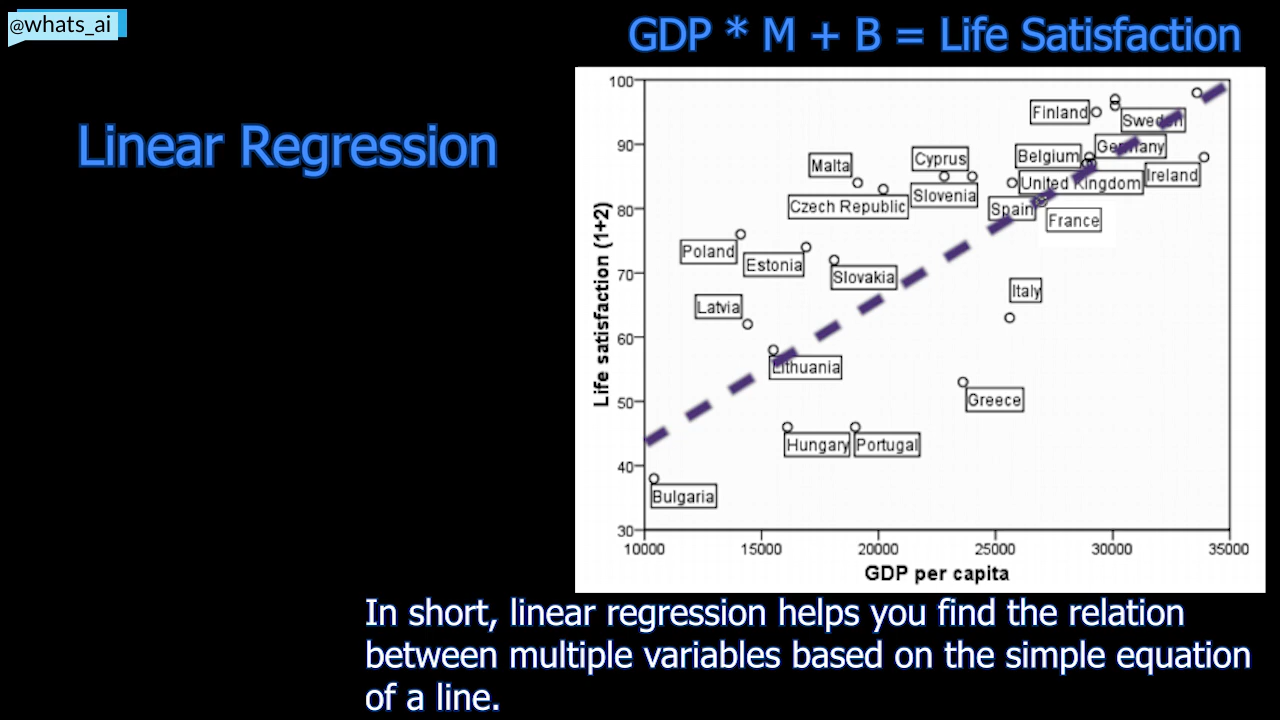 @whats_ai
GDP * M + B = Life Satisfaction
Linear Regression
100
90
80
70
60
50
40
30
Life satisfaction (1+2)
Finland
Sweden
Germany
Belgium
Malta
Cyprus
Ireland
United Kingdom
Slovenia
Czech Republic
Spain
France
Poland
Estonia
Slovakia
Italy
Latvia
Lithuania
Greece
Hungary
Portugal
Bulgaria
10000 15000 20000 25000 30000 35000
GDP per capita
In short, linear regression helps you find the relation
between multiple variables based on the simple equation
of a line.